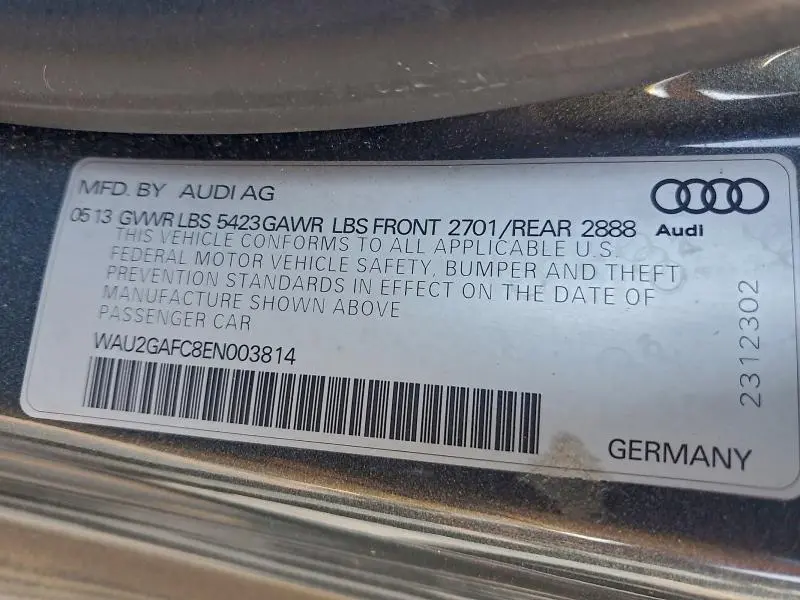 MFD. BY AUDI AG
0513 GVWR LBS 5423 GAWR LBS FRONT 2701/REAR 2888
Audi
THIS VEHICLE CONFORMS TO ALL APPLICABLE U.S.
FEDERAL MOTOR VEHICLE SAFETY, BUMPER AND THEFT
PREVENTION STANDARDS IN EFFECT ON THE DATE OF
MANUFACTURE SHOWN ABOVE
PASSENGER CAR
WAU2GAFC8EN003814
2312302
GERMANY